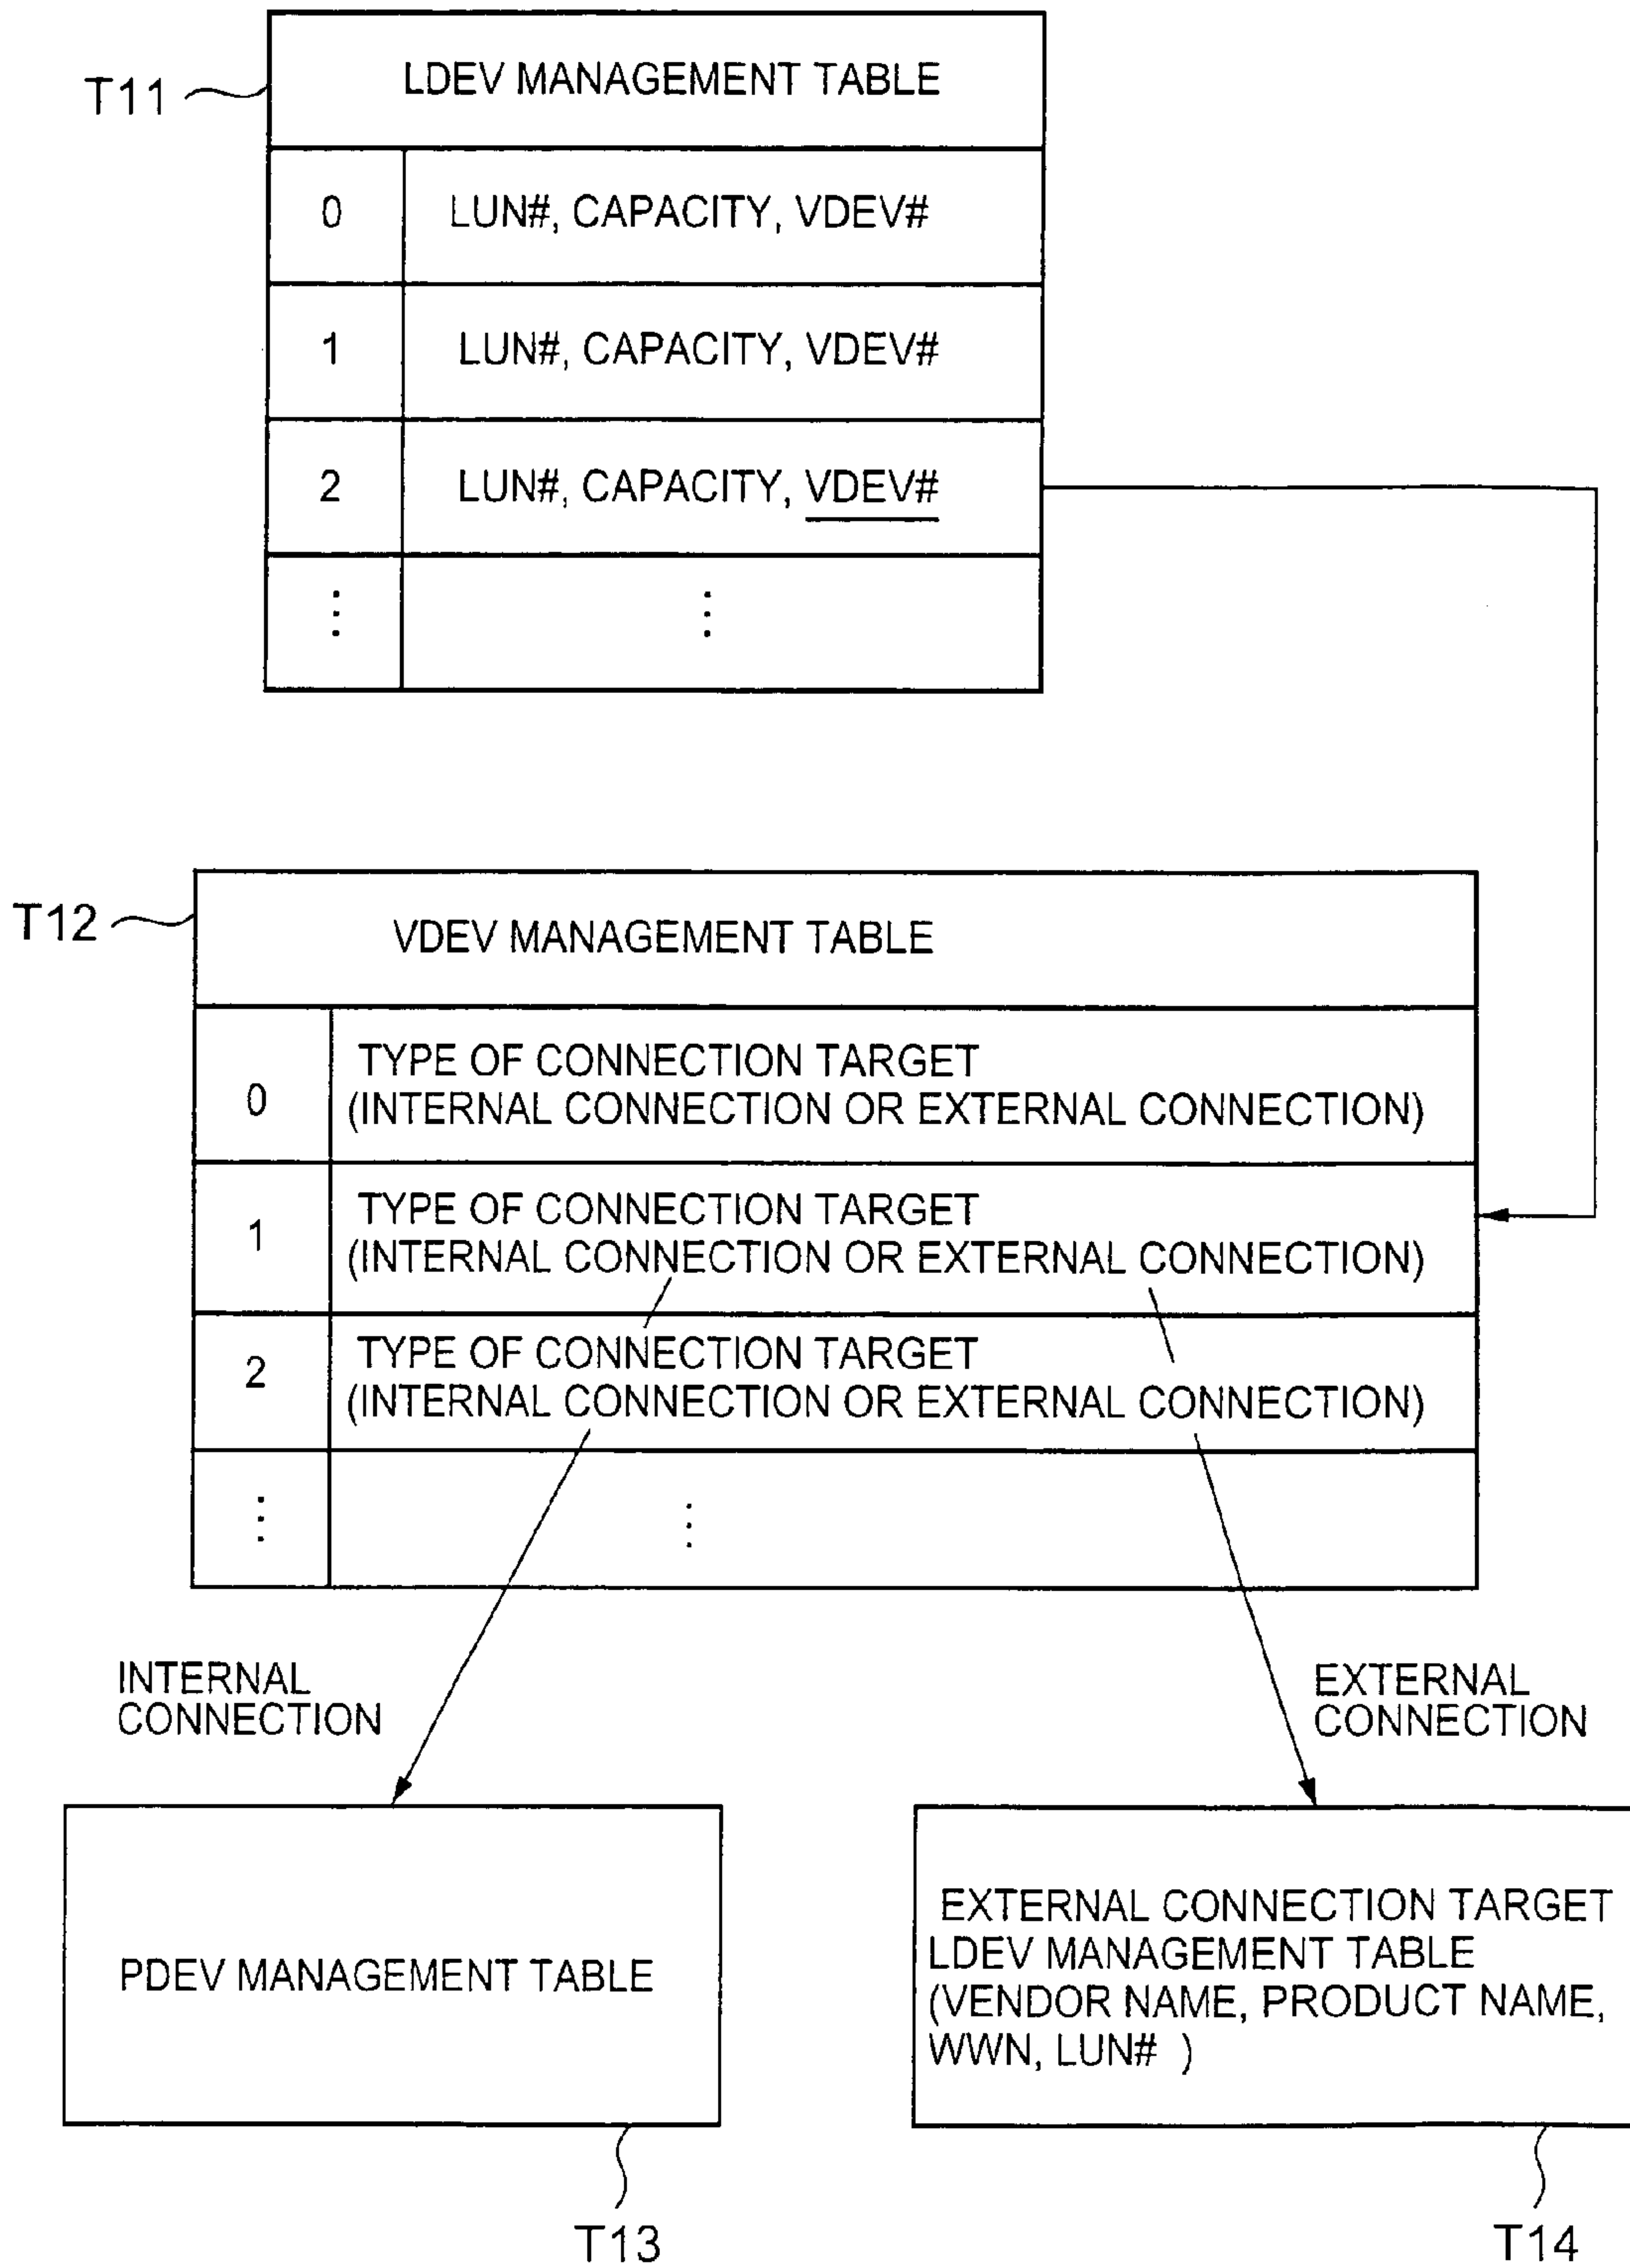 T11
LDEV MANAGEMENT TABLE
0 LUN#, CAPACITY, VDEV#
1 LUN#, CAPACITY, VDEV#
2 LUN#, CAPACITY, VDEV#
⋮ ⋮
T12
VDEV MANAGEMENT TABLE
0
TYPE OF CONNECTION TARGET
(INTERNAL CONNECTION OR EXTERNAL CONNECTION)
1
TYPE OF CONNECTION TARGET
(INTERNAL CONNECTION OR EXTERNAL CONNECTION)
2
TYPE OF CONNECTION TARGET
(INTERNAL CONNECTION OR EXTERNAL CONNECTION)
⋮ ⋮
INTERNAL
CONNECTION
EXTERNAL
CONNECTION
PDEV MANAGEMENT TABLE
EXTERNAL CONNECTION TARGET
LDEV MANAGEMENT TABLE
(VENDOR NAME, PRODUCT NAME,
WWN, LUN# )
T13
T14